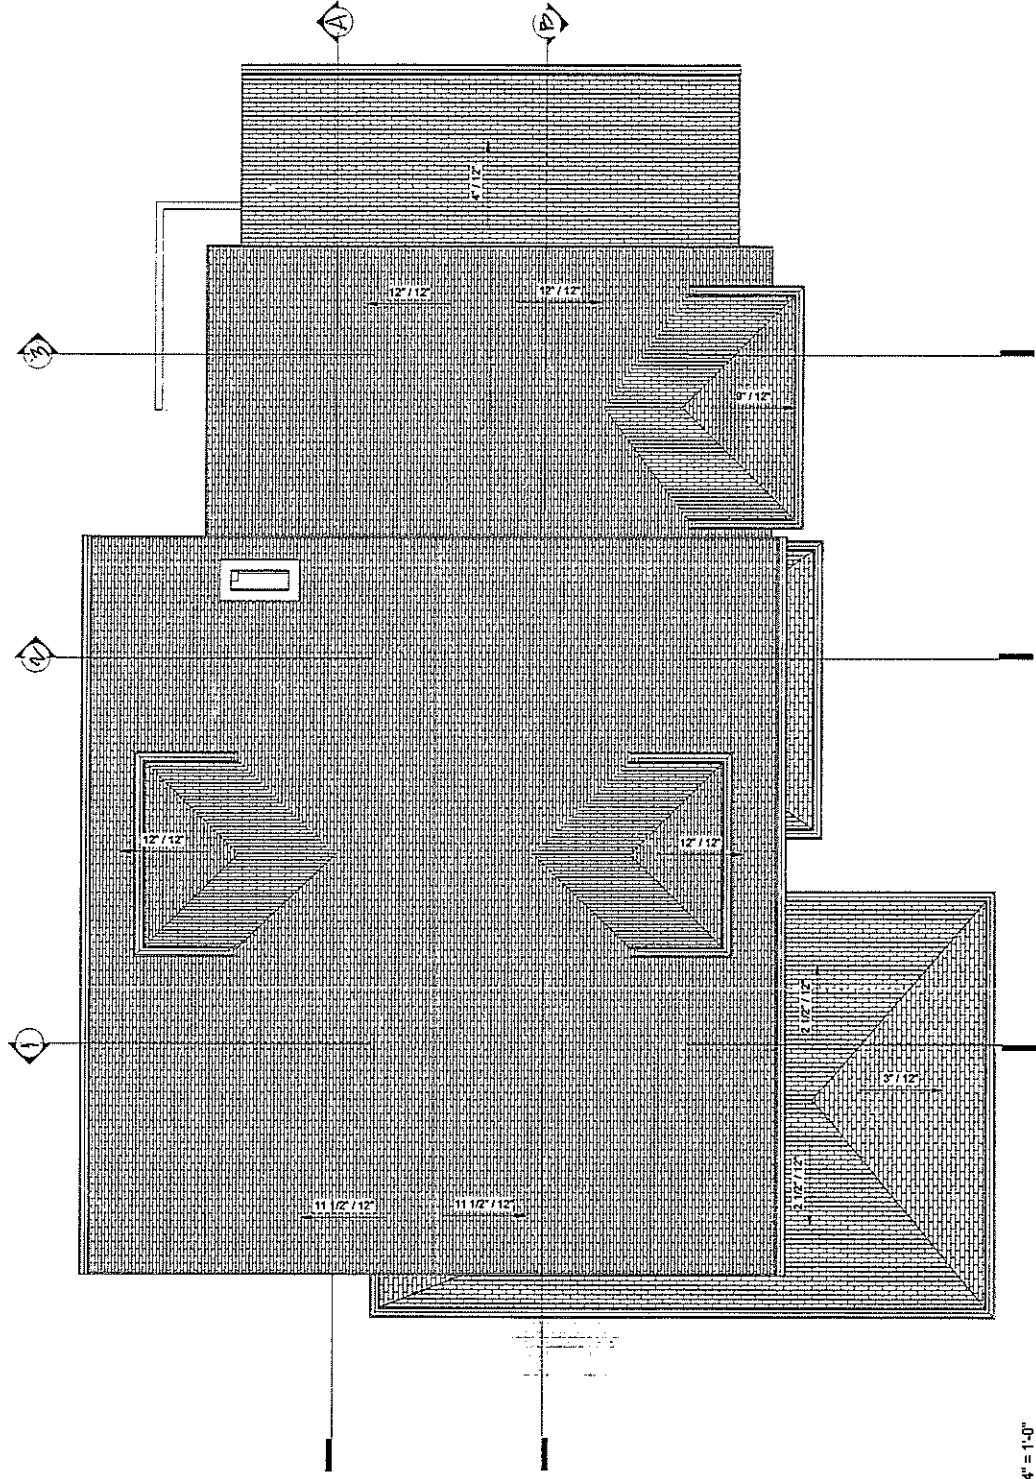 A
B
4" / 12"
3
12" / 12"
12" / 12"
9" / 12"
2
12" / 12"
12" / 12"
1
2 1/2" / 12"
3" / 12"
2 1/2" / 12"
11 1/2" / 12"
11 1/2" / 12"
4" = 1'-0"